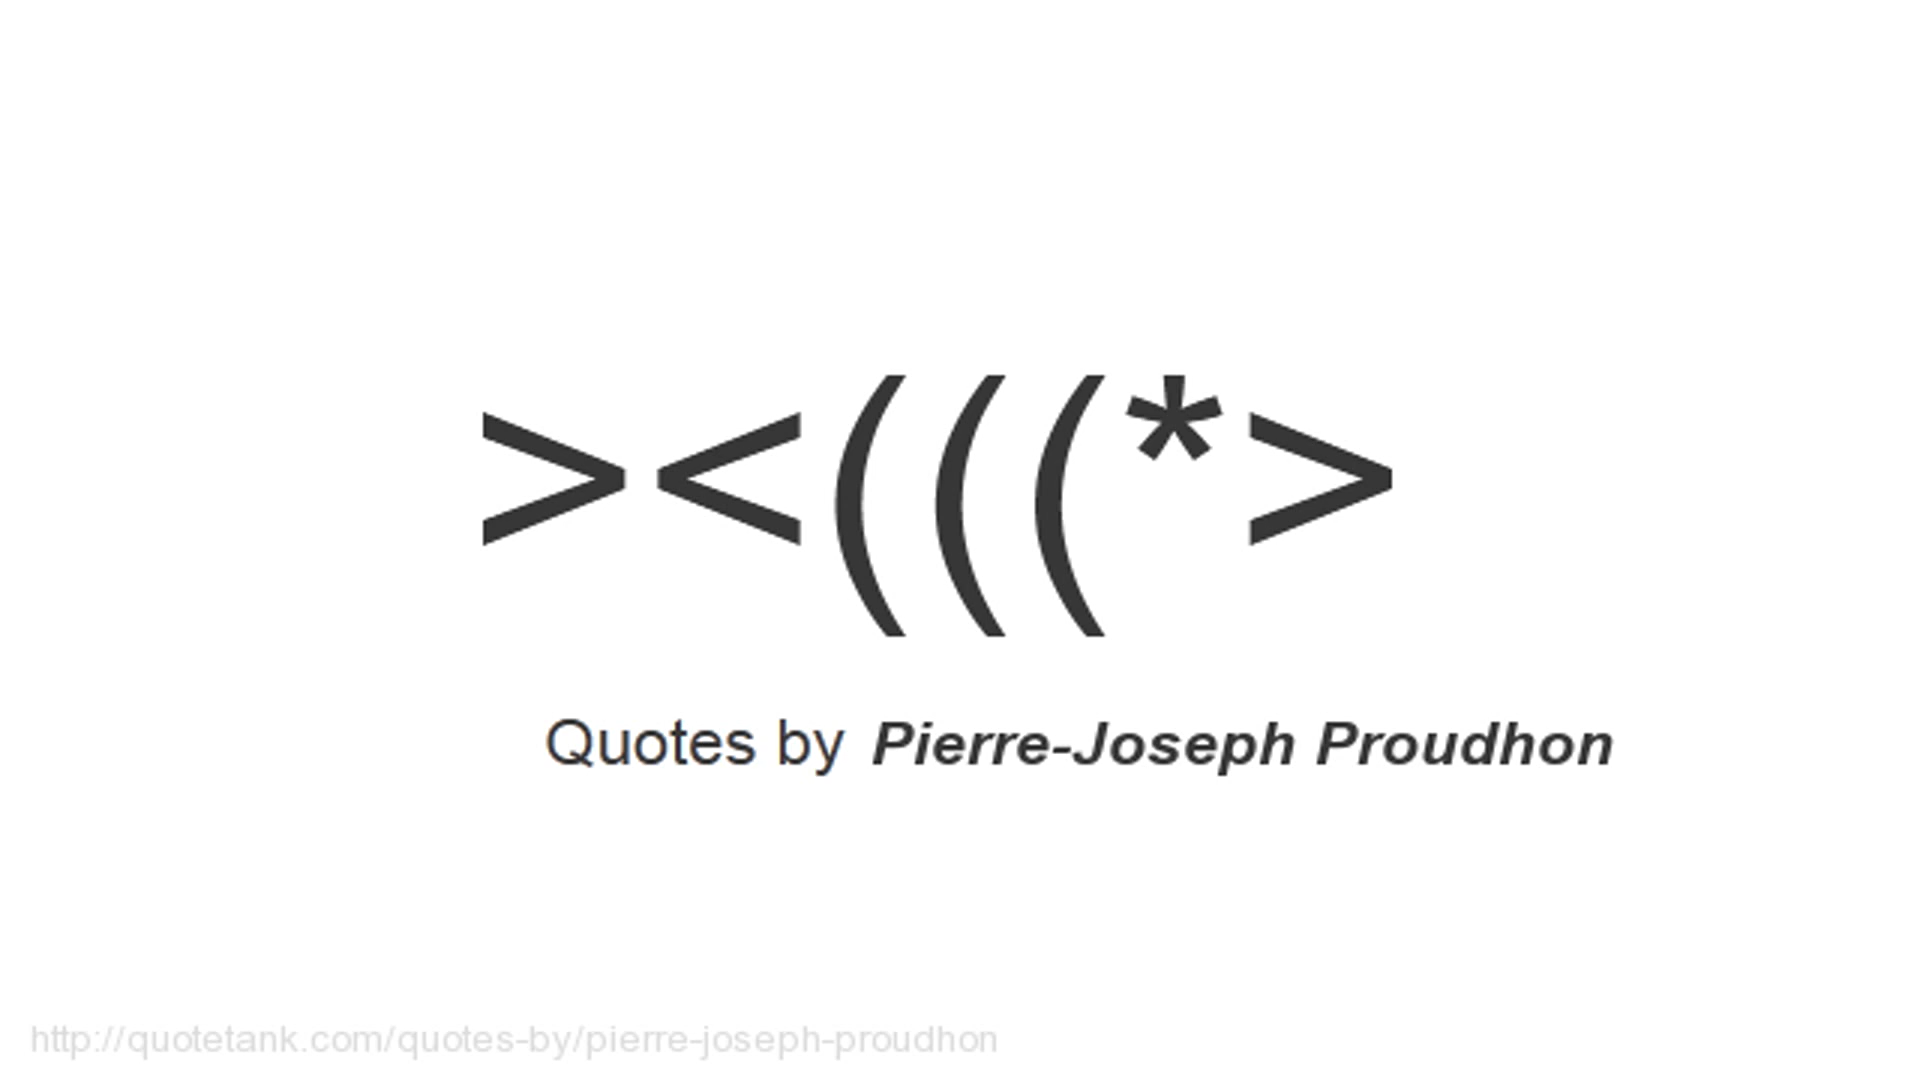 ><(((*>
Quotes by Pierre-Joseph Proudhon
http://quotetank.com/quotes-by/pierre-joseph-proudhon